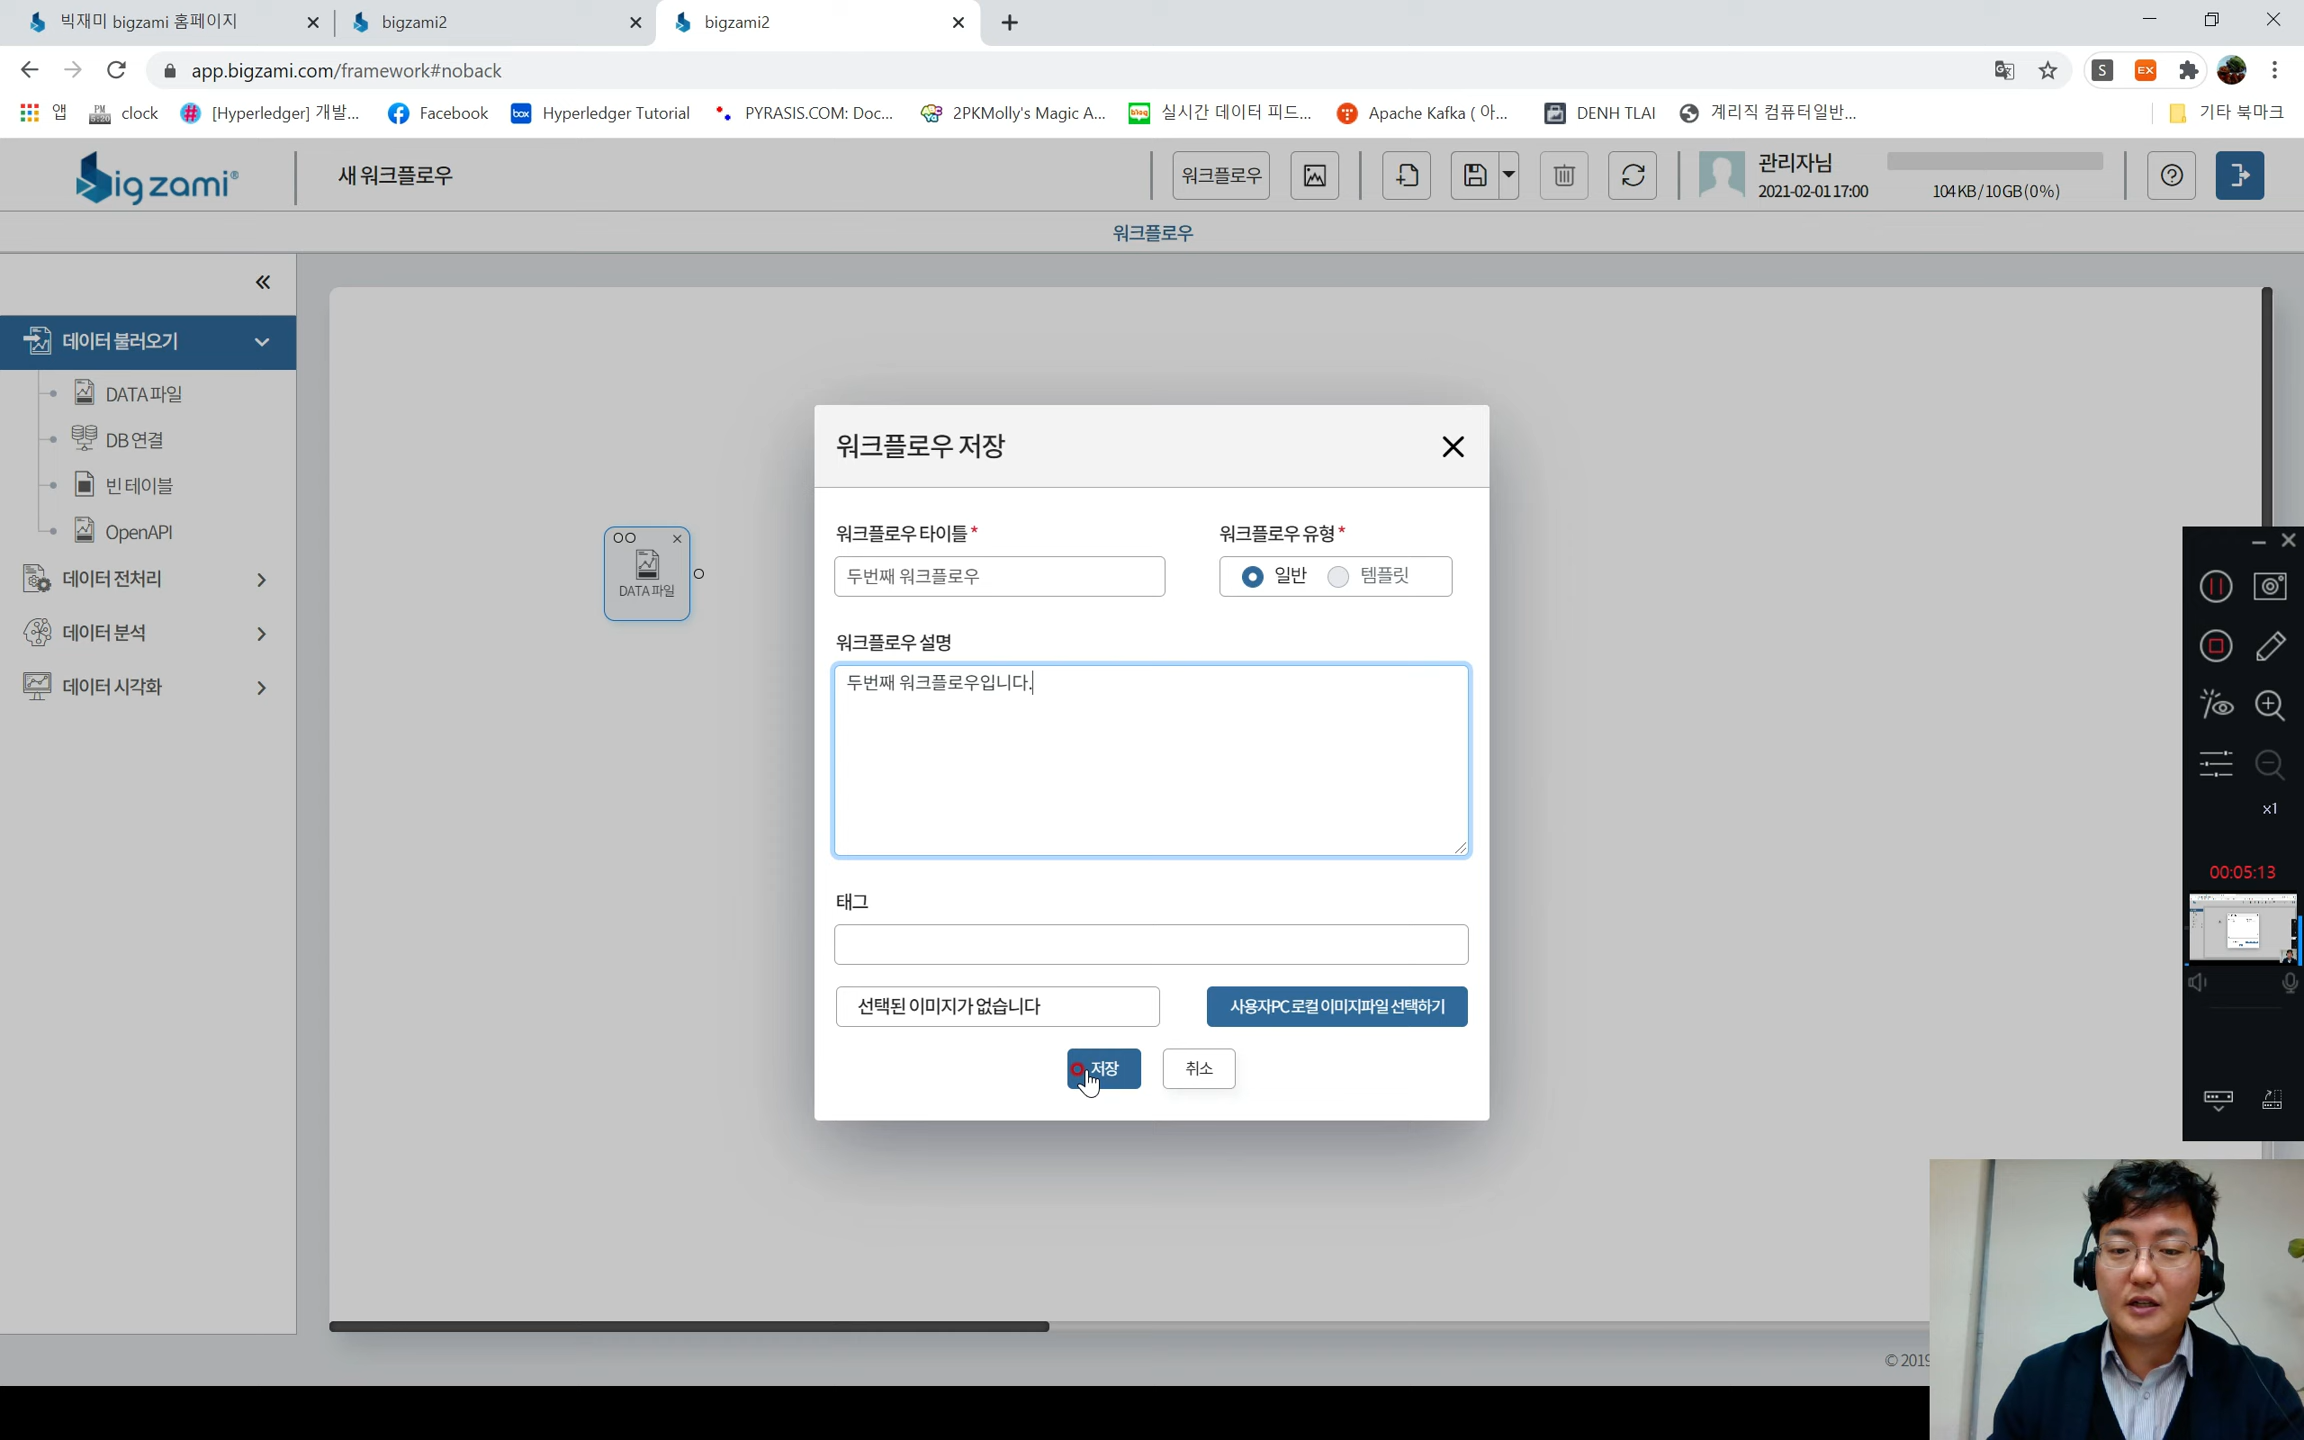 빅재미 bigzami 홈페이지
bigzami2
bigzami2
app.bigzami.com/framework#noback
S
EX
앱
PM 5:20
clock
[Hyperledger] 개발...
Facebook
box
Hyperledger Tutorial
PYRASIS.COM: Doc...
2PKMolly's Magic A...
blog
실시간 데이터 피드...
Apache Kafka ( 아...
DENH TLAI
계리직 컴퓨터일반...
기타 북마크
big zami®
새 워크플로우
워크플로우
관리자님
2021-02-01 17:00
104KB/10GB(0%)
워크플로우
데이터 불러오기
DATA 파일
DB 연결
빈 테이블
OpenAPI
데이터 전처리
데이터 분석
데이터 시각화
DATA 파일
워크플로우 저장
워크플로우 타이틀 *
워크플로우 유형 *
두번째 워크플로우
일반
템플릿
워크플로우 설명
두번째 워크플로우입니다.
태그
선택된 이미지가 없습니다
사용자PC 로컬 이미지파일 선택하기
저장
취소
x1
00:05:13
© 2019